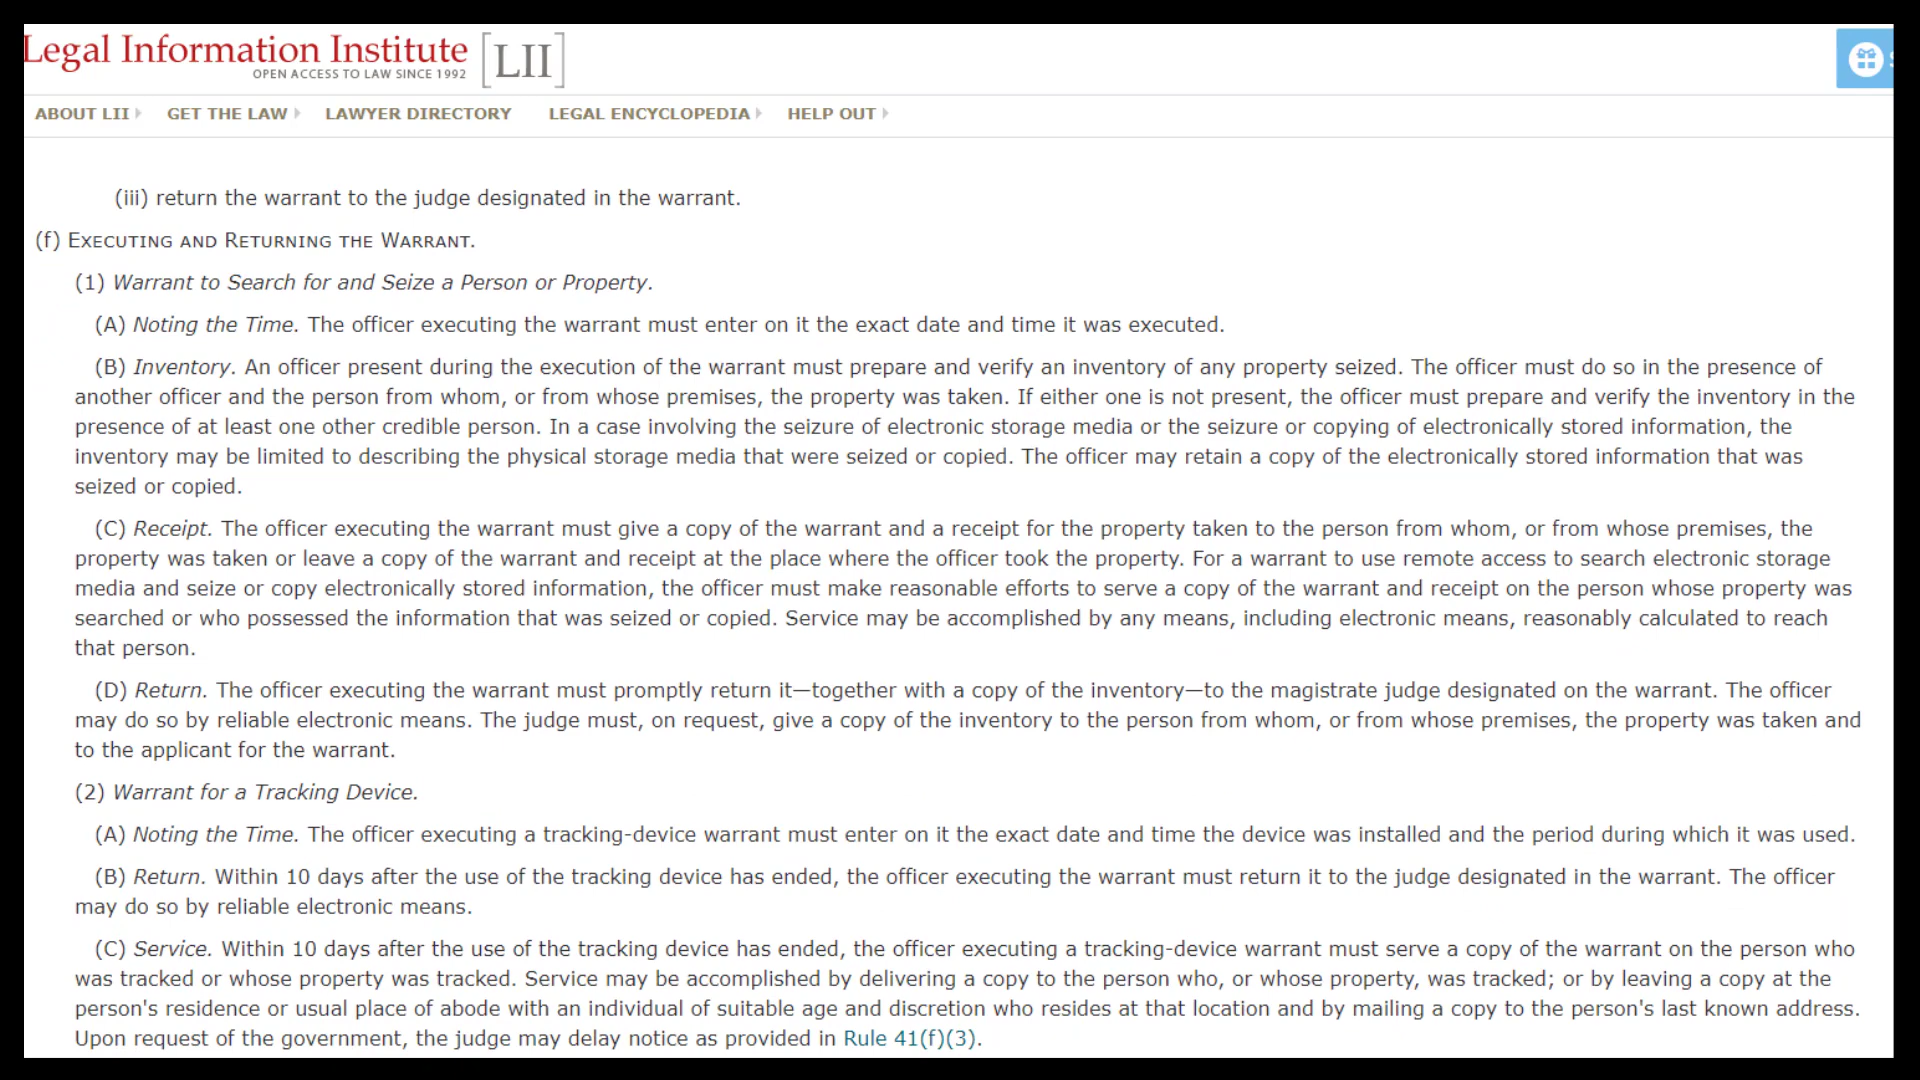 Legal Information Institute
OPEN ACCESS TO LAW SINCE 1992
[LII]
ABOUT LII GET THE LAW LAWYER DIRECTORY LEGAL ENCYCLOPEDIA HELP OUT
(iii) return the warrant to the judge designated in the warrant.
(f) EXECUTING AND RETURNING THE WARRANT.
(1) Warrant to Search for and Seize a Person or Property.
(A) Noting the Time. The officer executing the warrant must enter on it the exact date and time it was executed.
(B) Inventory. An officer present during the execution of the warrant must prepare and verify an inventory of any property seized. The officer must do so in the presence of
another officer and the person from whom, or from whose premises, the property was taken. If either one is not present, the officer must prepare and verify the inventory in the
presence of at least one other credible person. In a case involving the seizure of electronic storage media or the seizure or copying of electronically stored information, the
inventory may be limited to describing the physical storage media that were seized or copied. The officer may retain a copy of the electronically stored information that was
seized or copied.
(C) Receipt. The officer executing the warrant must give a copy of the warrant and a receipt for the property taken to the person from whom, or from whose premises, the
property was taken or leave a copy of the warrant and receipt at the place where the officer took the property. For a warrant to use remote access to search electronic storage
media and seize or copy electronically stored information, the officer must make reasonable efforts to serve a copy of the warrant and receipt on the person whose property was
searched or who possessed the information that was seized or copied. Service may be accomplished by any means, including electronic means, reasonably calculated to reach
that person.
(D) Return. The officer executing the warrant must promptly return it—together with a copy of the inventory—to the magistrate judge designated on the warrant. The officer
may do so by reliable electronic means. The judge must, on request, give a copy of the inventory to the person from whom, or from whose premises, the property was taken and
to the applicant for the warrant.
(2) Warrant for a Tracking Device.
(A) Noting the Time. The officer executing a tracking-device warrant must enter on it the exact date and time the device was installed and the period during which it was used.
(B) Return. Within 10 days after the use of the tracking device has ended, the officer executing the warrant must return it to the judge designated in the warrant. The officer
may do so by reliable electronic means.
(C) Service. Within 10 days after the use of the tracking device has ended, the officer executing a tracking-device warrant must serve a copy of the warrant on the person who
was tracked or whose property was tracked. Service may be accomplished by delivering a copy to the person who, or whose property, was tracked; or by leaving a copy at the
person's residence or usual place of abode with an individual of suitable age and discretion who resides at that location and by mailing a copy to the person's last known address.
Upon request of the government, the judge may delay notice as provided in Rule 41(f)(3).